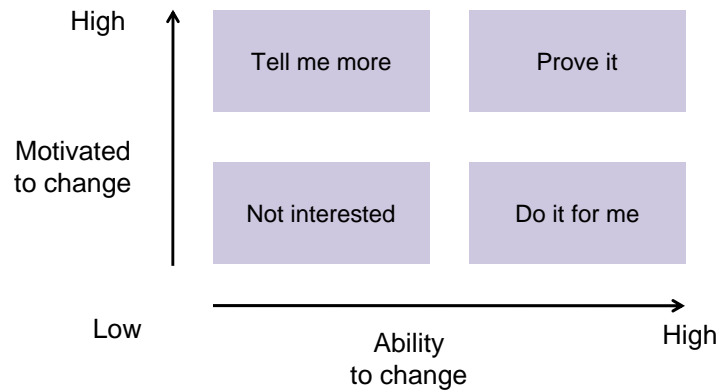 High
Tell me more
Prove it
Motivated
to change
Not interested
Do it for me
Low
High
Ability
to change